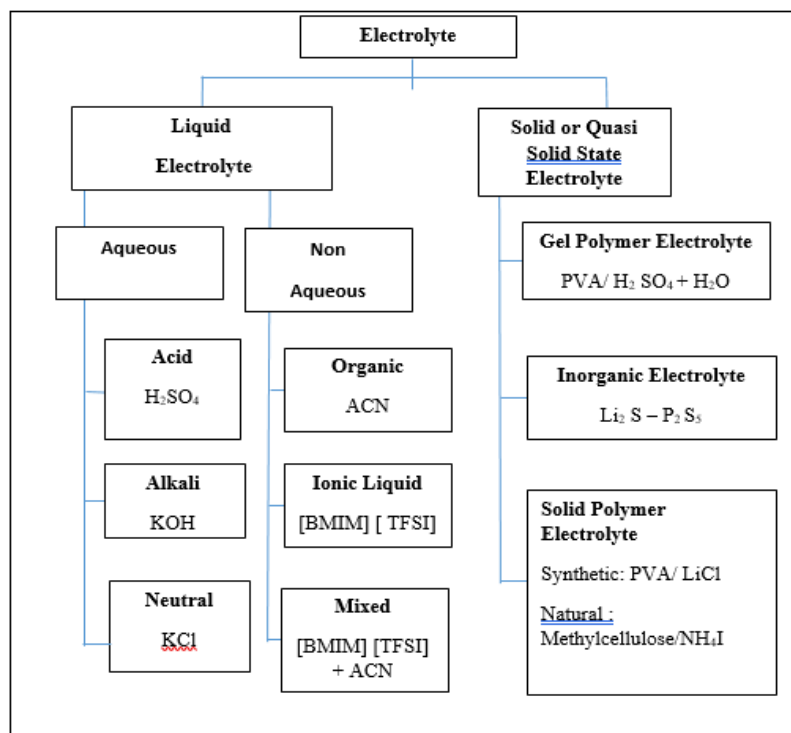 Electrolyte
Liquid
Electrolyte
Solid or Quasi
Solid State
Electrolyte
Aqueous
Non
Aqueous
Gel Polymer Electrolyte
PVA/ H₂ SO₄ + H₂O
Acid
H₂SO₄
Organic
ACN
Inorganic Electrolyte
Li₂ S – P₂ S₅
Alkali
KOH
Ionic Liquid
[BMIM] [ TFSI]
Solid Polymer
Electrolyte
Synthetic: PVA/ LiCl
Natural :
Methylcellulose/NH₄I
Neutral
KCl
Mixed
[BMIM] [TFSI]
+ ACN